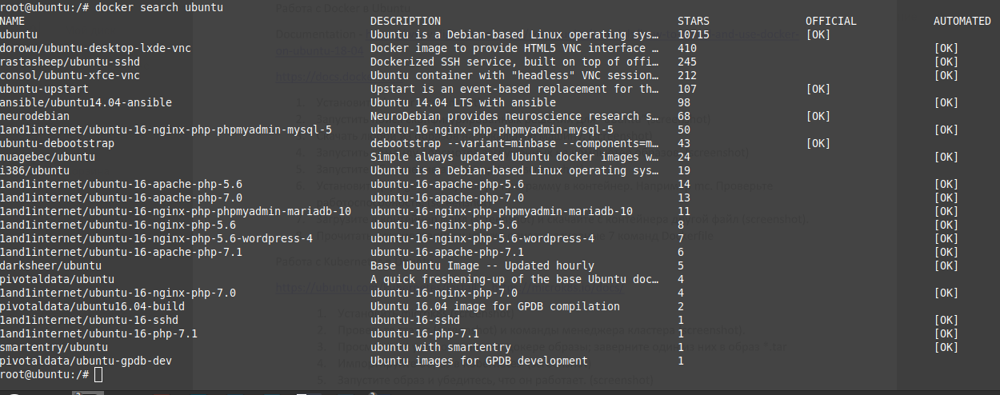 root@ubuntu:/# docker search ubuntu
NAME DESCRIPTION STARS OFFICIAL AUTOMATED
ubuntu Ubuntu is a Debian-based Linux operating sys… 10715 [OK]
dorowu/ubuntu-desktop-lxde-vnc Docker image to provide HTML5 VNC interface … 410 [OK]
rastasheep/ubuntu-sshd Dockerized SSH service, built on top of offi… 245 [OK]
consol/ubuntu-xfce-vnc Ubuntu container with "headless" VNC session… 212 [OK]
ubuntu-upstart Upstart is an event-based replacement for th… 107 [OK]
ansible/ubuntu14.04-ansible Ubuntu 14.04 LTS with ansible 98 [OK]
neurodebian NeuroDebian provides neuroscience research s… 68 [OK]
1and1internet/ubuntu-16-nginx-php-phpmyadmin-mysql-5 ubuntu-16-nginx-php-phpmyadmin-mysql-5 50 [OK]
ubuntu-debootstrap debootstrap --variant=minbase --components=m… 43 [OK]
nuagebec/ubuntu Simple always updated Ubuntu docker images w… 24 [OK]
i386/ubuntu Ubuntu is a Debian-based Linux operating sys… 19
1and1internet/ubuntu-16-apache-php-5.6 ubuntu-16-apache-php-5.6 14 [OK]
1and1internet/ubuntu-16-apache-php-7.0 ubuntu-16-apache-php-7.0 13 [OK]
1and1internet/ubuntu-16-nginx-php-phpmyadmin-mariadb-10 ubuntu-16-nginx-php-phpmyadmin-mariadb-10 11 [OK]
1and1internet/ubuntu-16-nginx-php-5.6 ubuntu-16-nginx-php-5.6 8 [OK]
1and1internet/ubuntu-16-nginx-php-5.6-wordpress-4 ubuntu-16-nginx-php-5.6-wordpress-4 7 [OK]
1and1internet/ubuntu-16-apache-php-7.1 ubuntu-16-apache-php-7.1 6 [OK]
darksheer/ubuntu Base Ubuntu Image -- Updated hourly 5 [OK]
pivotaldata/ubuntu A quick freshening-up of the base Ubuntu doc… 4
1and1internet/ubuntu-16-nginx-php-7.0 ubuntu-16-nginx-php-7.0 4 [OK]
pivotaldata/ubuntu16.04-build Ubuntu 16.04 image for GPDB compilation 2
1and1internet/ubuntu-16-sshd ubuntu-16-sshd 1 [OK]
1and1internet/ubuntu-16-php-7.1 ubuntu-16-php-7.1 1 [OK]
smartentry/ubuntu ubuntu with smartentry 1 [OK]
pivotaldata/ubuntu-gpdb-dev Ubuntu images for GPDB development 1
root@ubuntu:/#